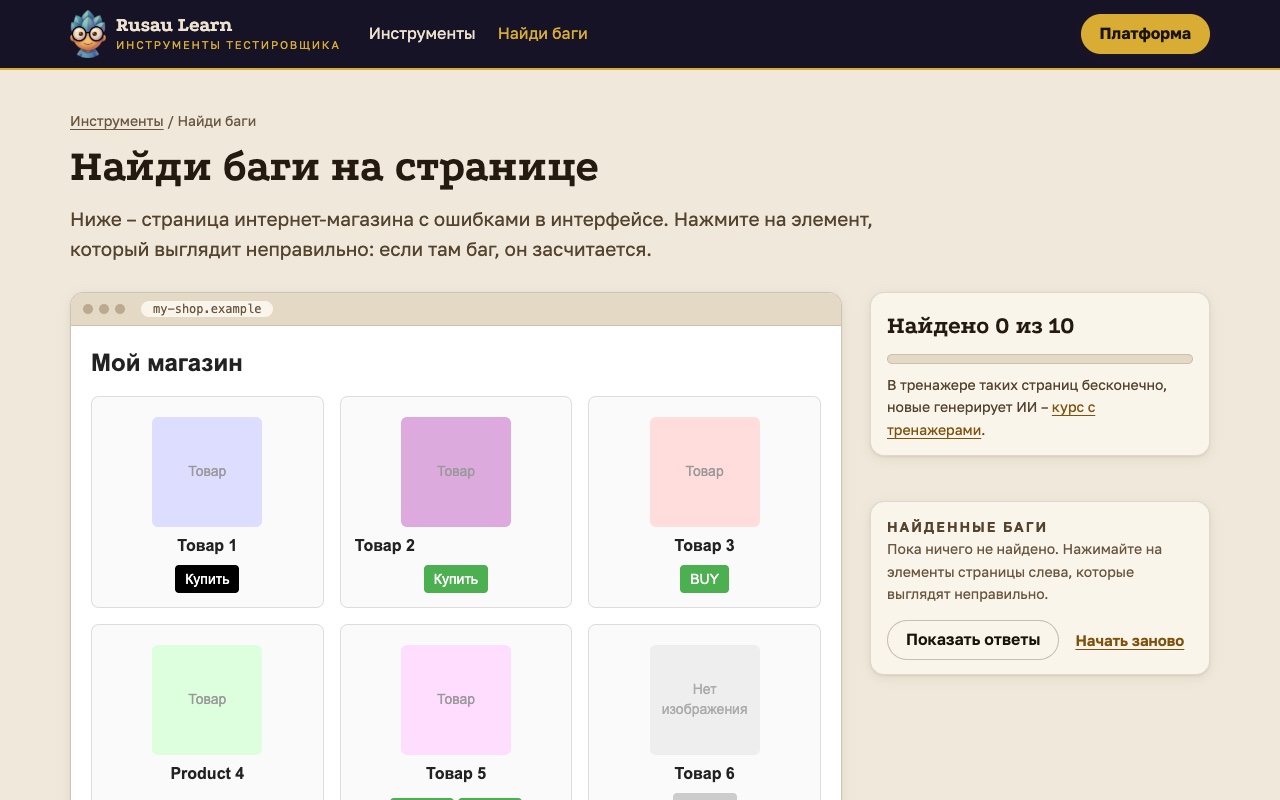 Rusau Learn
ИНСТРУМЕНТЫ ТЕСТИРОВЩИКА
Инструменты
Найди баги
Платформа
Инструменты / Найди баги
Найди баги на странице
Ниже – страница интернет-магазина с ошибками в интерфейсе. Нажмите на элемент,
который выглядит неправильно: если там баг, он засчитается.
my-shop.example
Мой магазин
Товар
Товар 1
Купить
Товар
Товар 2
Купить
Товар
Товар 3
BUY
Товар
Product 4
Товар
Товар 5
Нет
изображения
Товар 6
Найдено 0 из 10
В тренажере таких страниц бесконечно,
новые генерирует ИИ – курс с
тренажерами.
НАЙДЕННЫЕ БАГИ
Пока ничего не найдено. Нажимайте на
элементы страницы слева, которые
выглядят неправильно.
Показать ответы
Начать заново